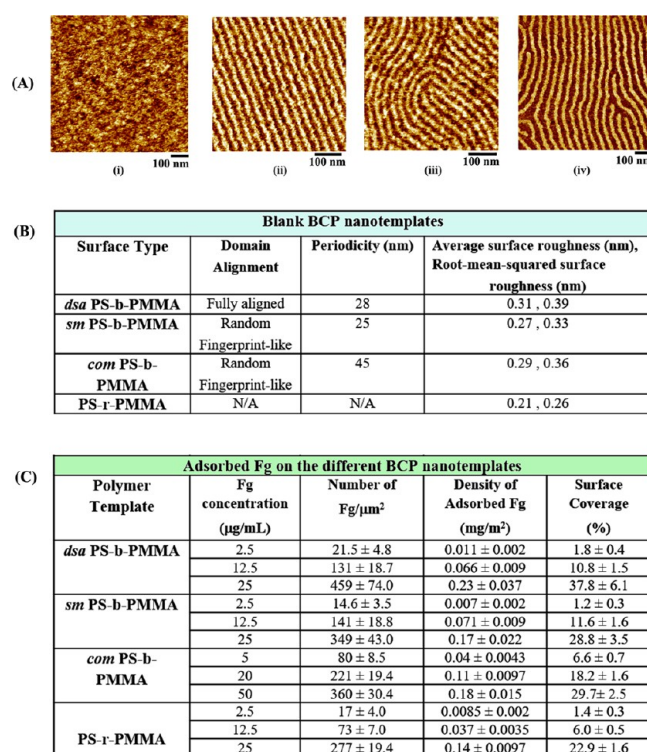 (A)
100 nm
100 nm
100 nm
100 nm
(i)
(ii)
(iii)
(iv)
(B)
Blank BCP nanotemplates
Surface Type Domain Alignment Periodicity (nm) Average surface roughness (nm), Root-mean-squared surface roughness (nm)
dsa PS-b-PMMA Fully aligned 28 0.31 , 0.39
sm PS-b-PMMA Random Fingerprint-like 25 0.27 , 0.33
com PS-b-PMMA Random Fingerprint-like 45 0.29 , 0.36
PS-r-PMMA N/A N/A 0.21 , 0.26
(C)
Adsorbed Fg on the different BCP nanotemplates
Polymer Template Fg concentration (μg/mL) Number of Fg/μm² Density of Adsorbed Fg (mg/m²) Surface Coverage (%)
dsa PS-b-PMMA 2.5 21.5 ± 4.8 0.011 ± 0.002 1.8 ± 0.4
12.5 131 ± 18.7 0.066 ± 0.009 10.8 ± 1.5
25 459 ± 74.0 0.23 ± 0.037 37.8 ± 6.1
sm PS-b-PMMA 2.5 14.6 ± 3.5 0.007 ± 0.002 1.2 ± 0.3
12.5 141 ± 18.8 0.071 ± 0.009 11.6 ± 1.6
25 349 ± 43.0 0.17 ± 0.022 28.8 ± 3.5
com PS-b-PMMA 5 80 ± 8.5 0.04 ± 0.0043 6.6 ± 0.7
20 221 ± 19.4 0.11 ± 0.0097 18.2 ± 1.6
50 360 ± 30.4 0.18 ± 0.015 29.7± 2.5
PS-r-PMMA 2.5 17 ± 4.0 0.0085 ± 0.002 1.4 ± 0.3
12.5 73 ± 7.0 0.037 ± 0.0035 6.0 ± 0.5
25 277 ± 19.4 0.14 ± 0.0097 22.9 ± 1.6